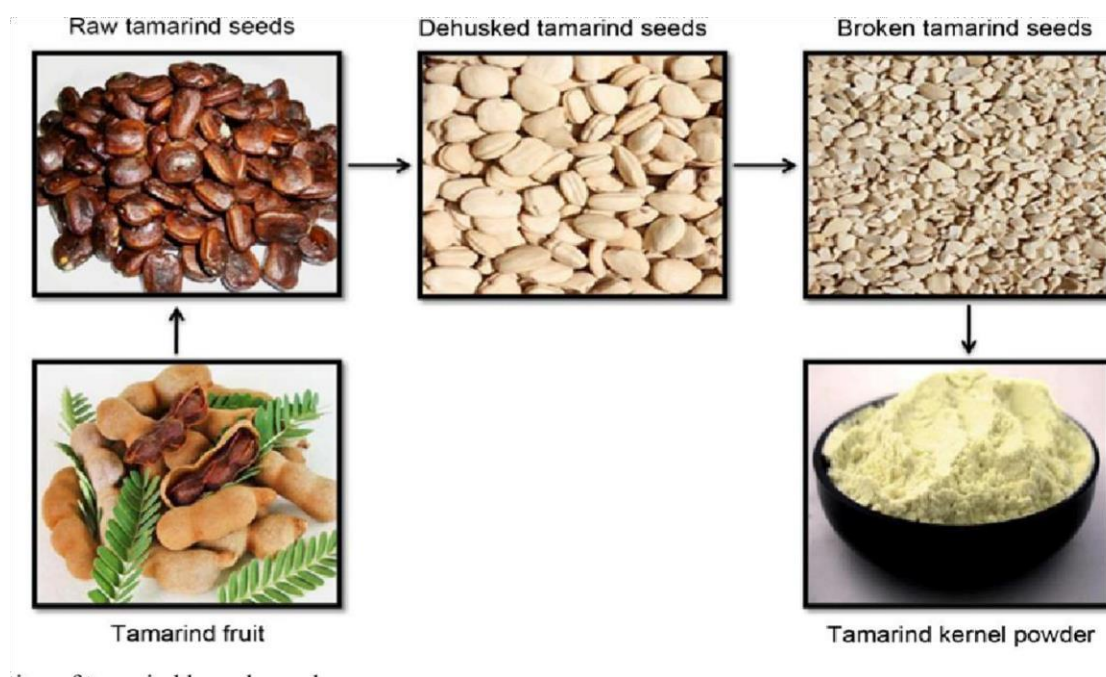 Raw tamarind seeds
Dehusked tamarind seeds
Broken tamarind seeds
Tamarind fruit
Tamarind kernel powder